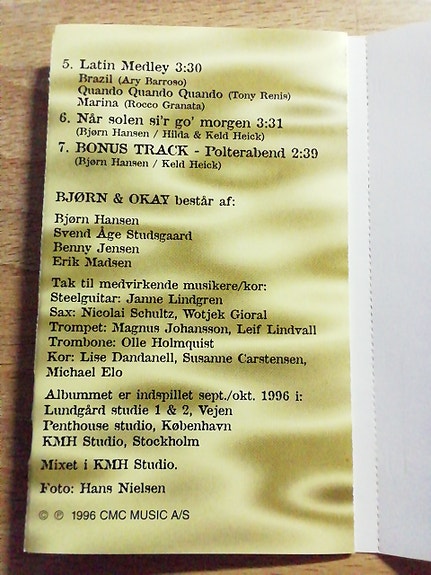 5. Latin Medley 3:30
Brazil (Ary Barroso)
Quando Quando Quando (Tony Renis)
Marina (Rocco Granata)
6. Når solen si'r go' morgen 3:31
(Bjørn Hansen / Hilda & Keld Heick)
7. BONUS TRACK - Polterabend 2:39
(Bjørn Hansen / Keld Heick)
BJØRN & OKAY består af:
Bjørn Hansen
Svend Åge Studsgaard
Benny Jensen
Erik Madsen
Tak til medvirkende musikere/kor:
Steelguitar: Janne Lindgren
Sax: Nicolai Schultz, Wotjek Gioral
Trompet: Magnus Johansson, Leif Lindvall
Trombone: Olle Holmquist
Kor: Lise Dandanell, Susanne Carstensen,
Michael Elo
Albummet er indspillet sept./okt. 1996 i:
Lundgård studie 1 & 2, Vejen
Penthouse studio, København
KMH Studio, Stockholm
Mixet i KMH Studio.
Foto: Hans Nielsen
© ℗ 1996 CMC MUSIC A/S